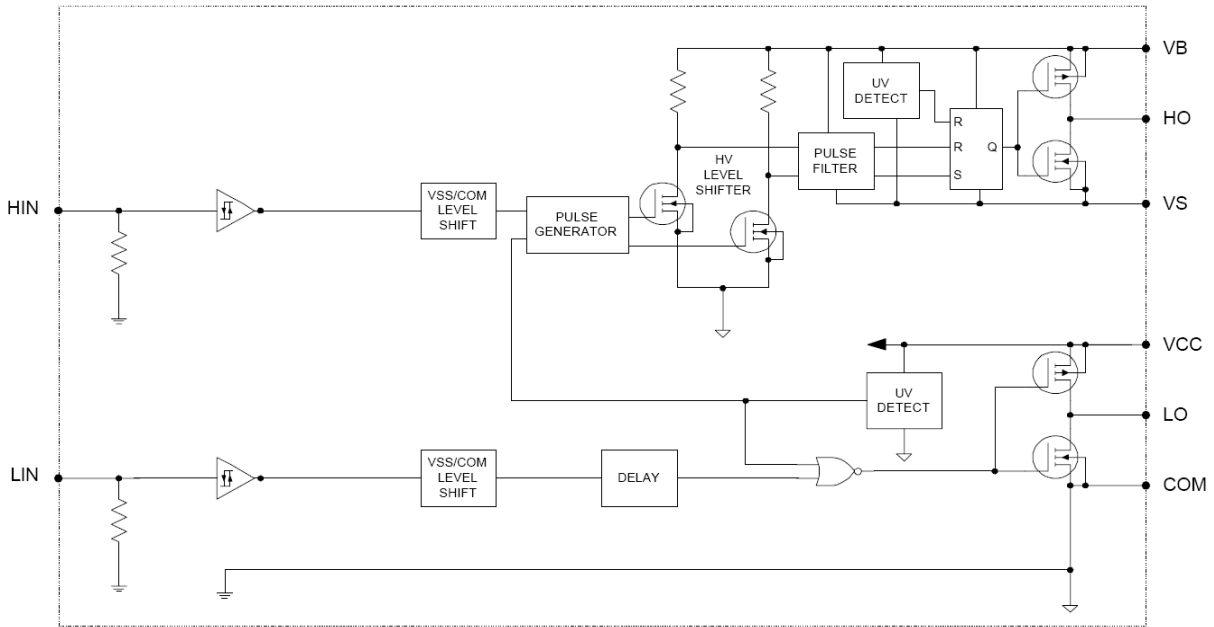 VB
UV
DETECT
R
HO
R
Q
PULSE
FILTER
HV
LEVEL
SHIFTER
S
VSS/COM
LEVEL
SHIFT
HIN
PULSE
GENERATOR
VS
VCC
UV
DETECT
LO
VSS/COM
LEVEL
SHIFT
LIN
DELAY
COM